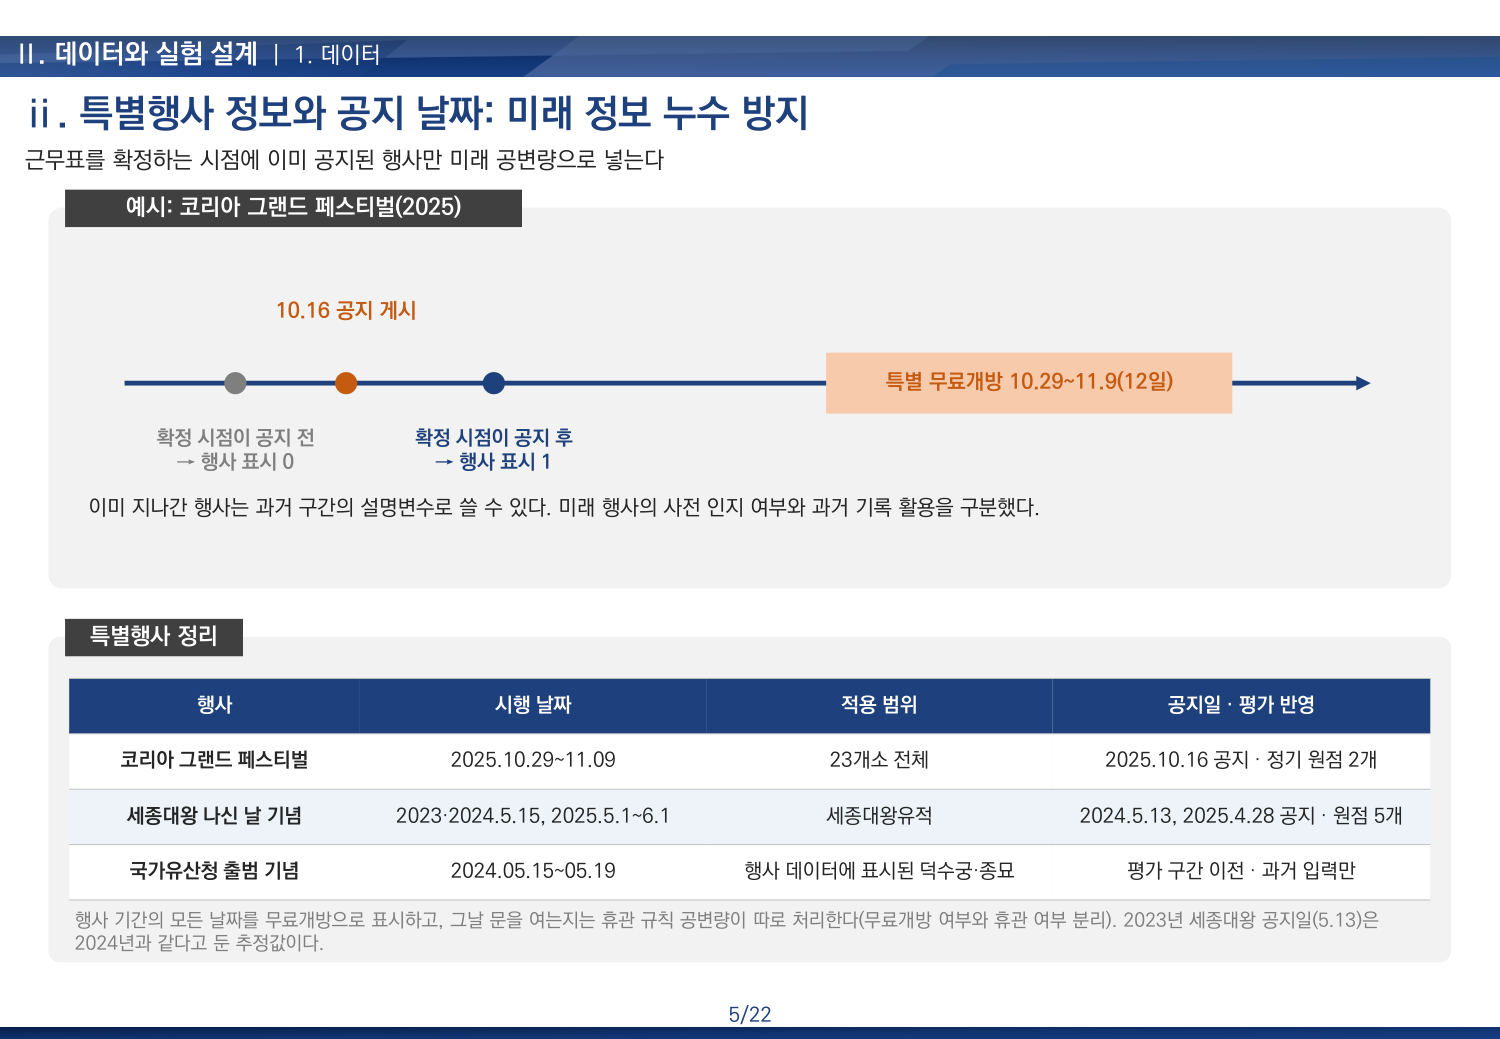 II. 데이터와 실험 설계 | 1. 데이터
ii. 특별행사 정보와 공지 날짜: 미래 정보 누수 방지
근무표를 확정하는 시점에 이미 공지된 행사만 미래 공변량으로 넣는다
예시: 코리아 그랜드 페스티벌(2025)
10.16 공지 게시
특별 무료개방 10.29~11.9(12일)
확정 시점이 공지 전
→ 행사 표시 0
확정 시점이 공지 후
→ 행사 표시 1
이미 지나간 행사는 과거 구간의 설명변수로 쓸 수 있다. 미래 행사의 사전 인지 여부와 과거 기록 활용을 구분했다.
특별행사 정리
행사 시행 날짜 적용 범위 공지일 · 평가 반영
코리아 그랜드 페스티벌 2025.10.29~11.09 23개소 전체 2025.10.16 공지 · 정기 원점 2개
세종대왕 나신 날 기념 2023·2024.5.15, 2025.5.1~6.1 세종대왕유적 2024.5.13, 2025.4.28 공지 · 원점 5개
국가유산청 출범 기념 2024.05.15~05.19 행사 데이터에 표시된 덕수궁·종묘 평가 구간 이전 · 과거 입력만
행사 기간의 모든 날짜를 무료개방으로 표시하고, 그날 문을 여는지는 휴관 규칙 공변량이 따로 처리한다(무료개방 여부와 휴관 여부 분리). 2023년 세종대왕 공지일(5.13)은
2024년과 같다고 둔 추정값이다.
5/22